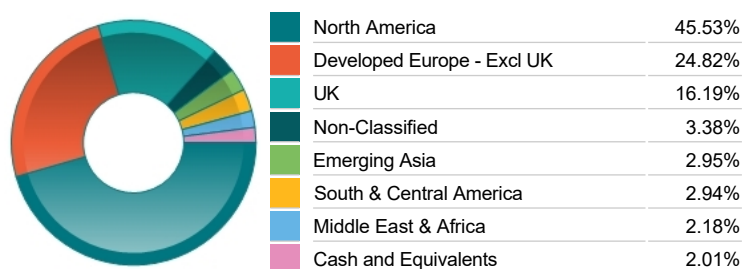 North America 45.53%
Developed Europe - Excl UK 24.82%
UK 16.19%
Non-Classified 3.38%
Emerging Asia 2.95%
South & Central America 2.94%
Middle East & Africa 2.18%
Cash and Equivalents 2.01%